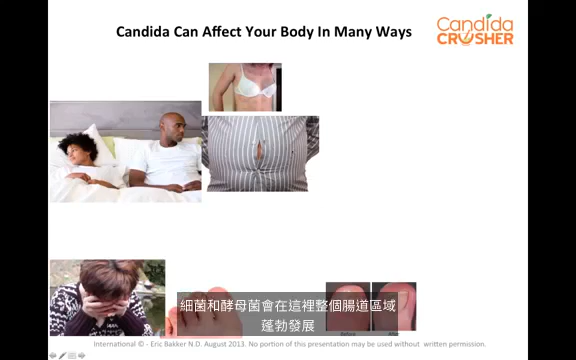 Candida Can Affect Your Body In Many Ways
Candida
CRUSHER
細菌和酵母菌會在這裡整個腸道區域
蓬勃發展
Before
After
International © - Eric Bakker N.D. August 2013. No portion of this presentation may be used without written permission.